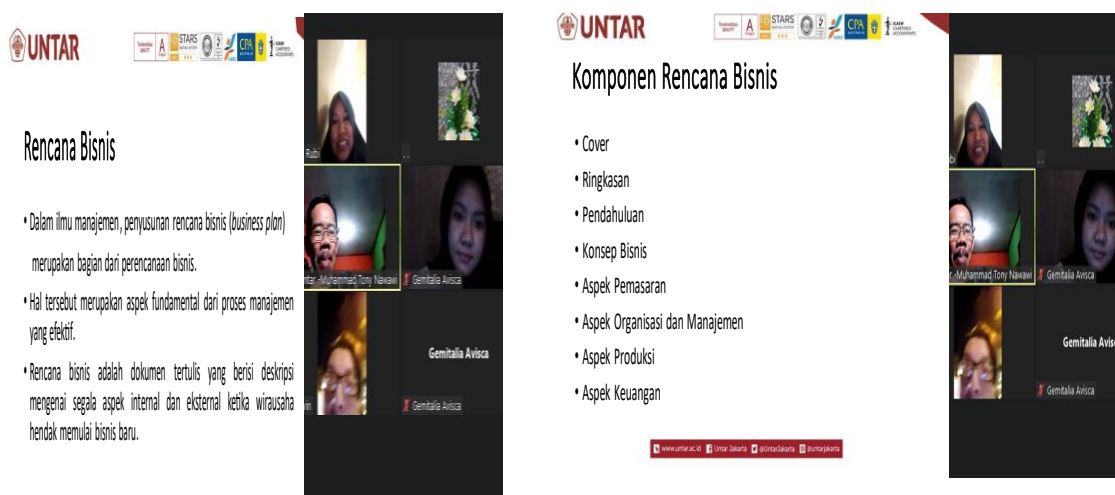 UNTAR
A
STARS
CPA
Rencana Bisnis
• Dalam ilmu manajemen, penyusunan rencana bisnis (business plan)
merupakan bagian dari perencanaan bisnis.
• Hal tersebut merupakan aspek fundamental dari proses manajemen
yang efektif.
• Rencana bisnis adalah dokumen tertulis yang berisi deskripsi
mengenai segala aspek internal dan eksternal ketika wirausaha
hendak memulai bisnis baru.
Rubi
ntar -Muhammad Tony Nawawi
Gemitalia Avisca
Gemitalia Avisca
Gemitalia Avisca
UNTAR
A
STARS
CPA
Komponen Rencana Bisnis
• Cover
• Ringkasan
• Pendahuluan
• Konsep Bisnis
• Aspek Pemasaran
• Aspek Organisasi dan Manajemen
• Aspek Produksi
• Aspek Keuangan
www.untar.ac.id Untar Jakarta @UntarJakarta @untarjakarta
bi
r -Muhammad Tony Nawawi
Gemitalia Avisca
Gemitalia Avis
Gemitalia Avisca